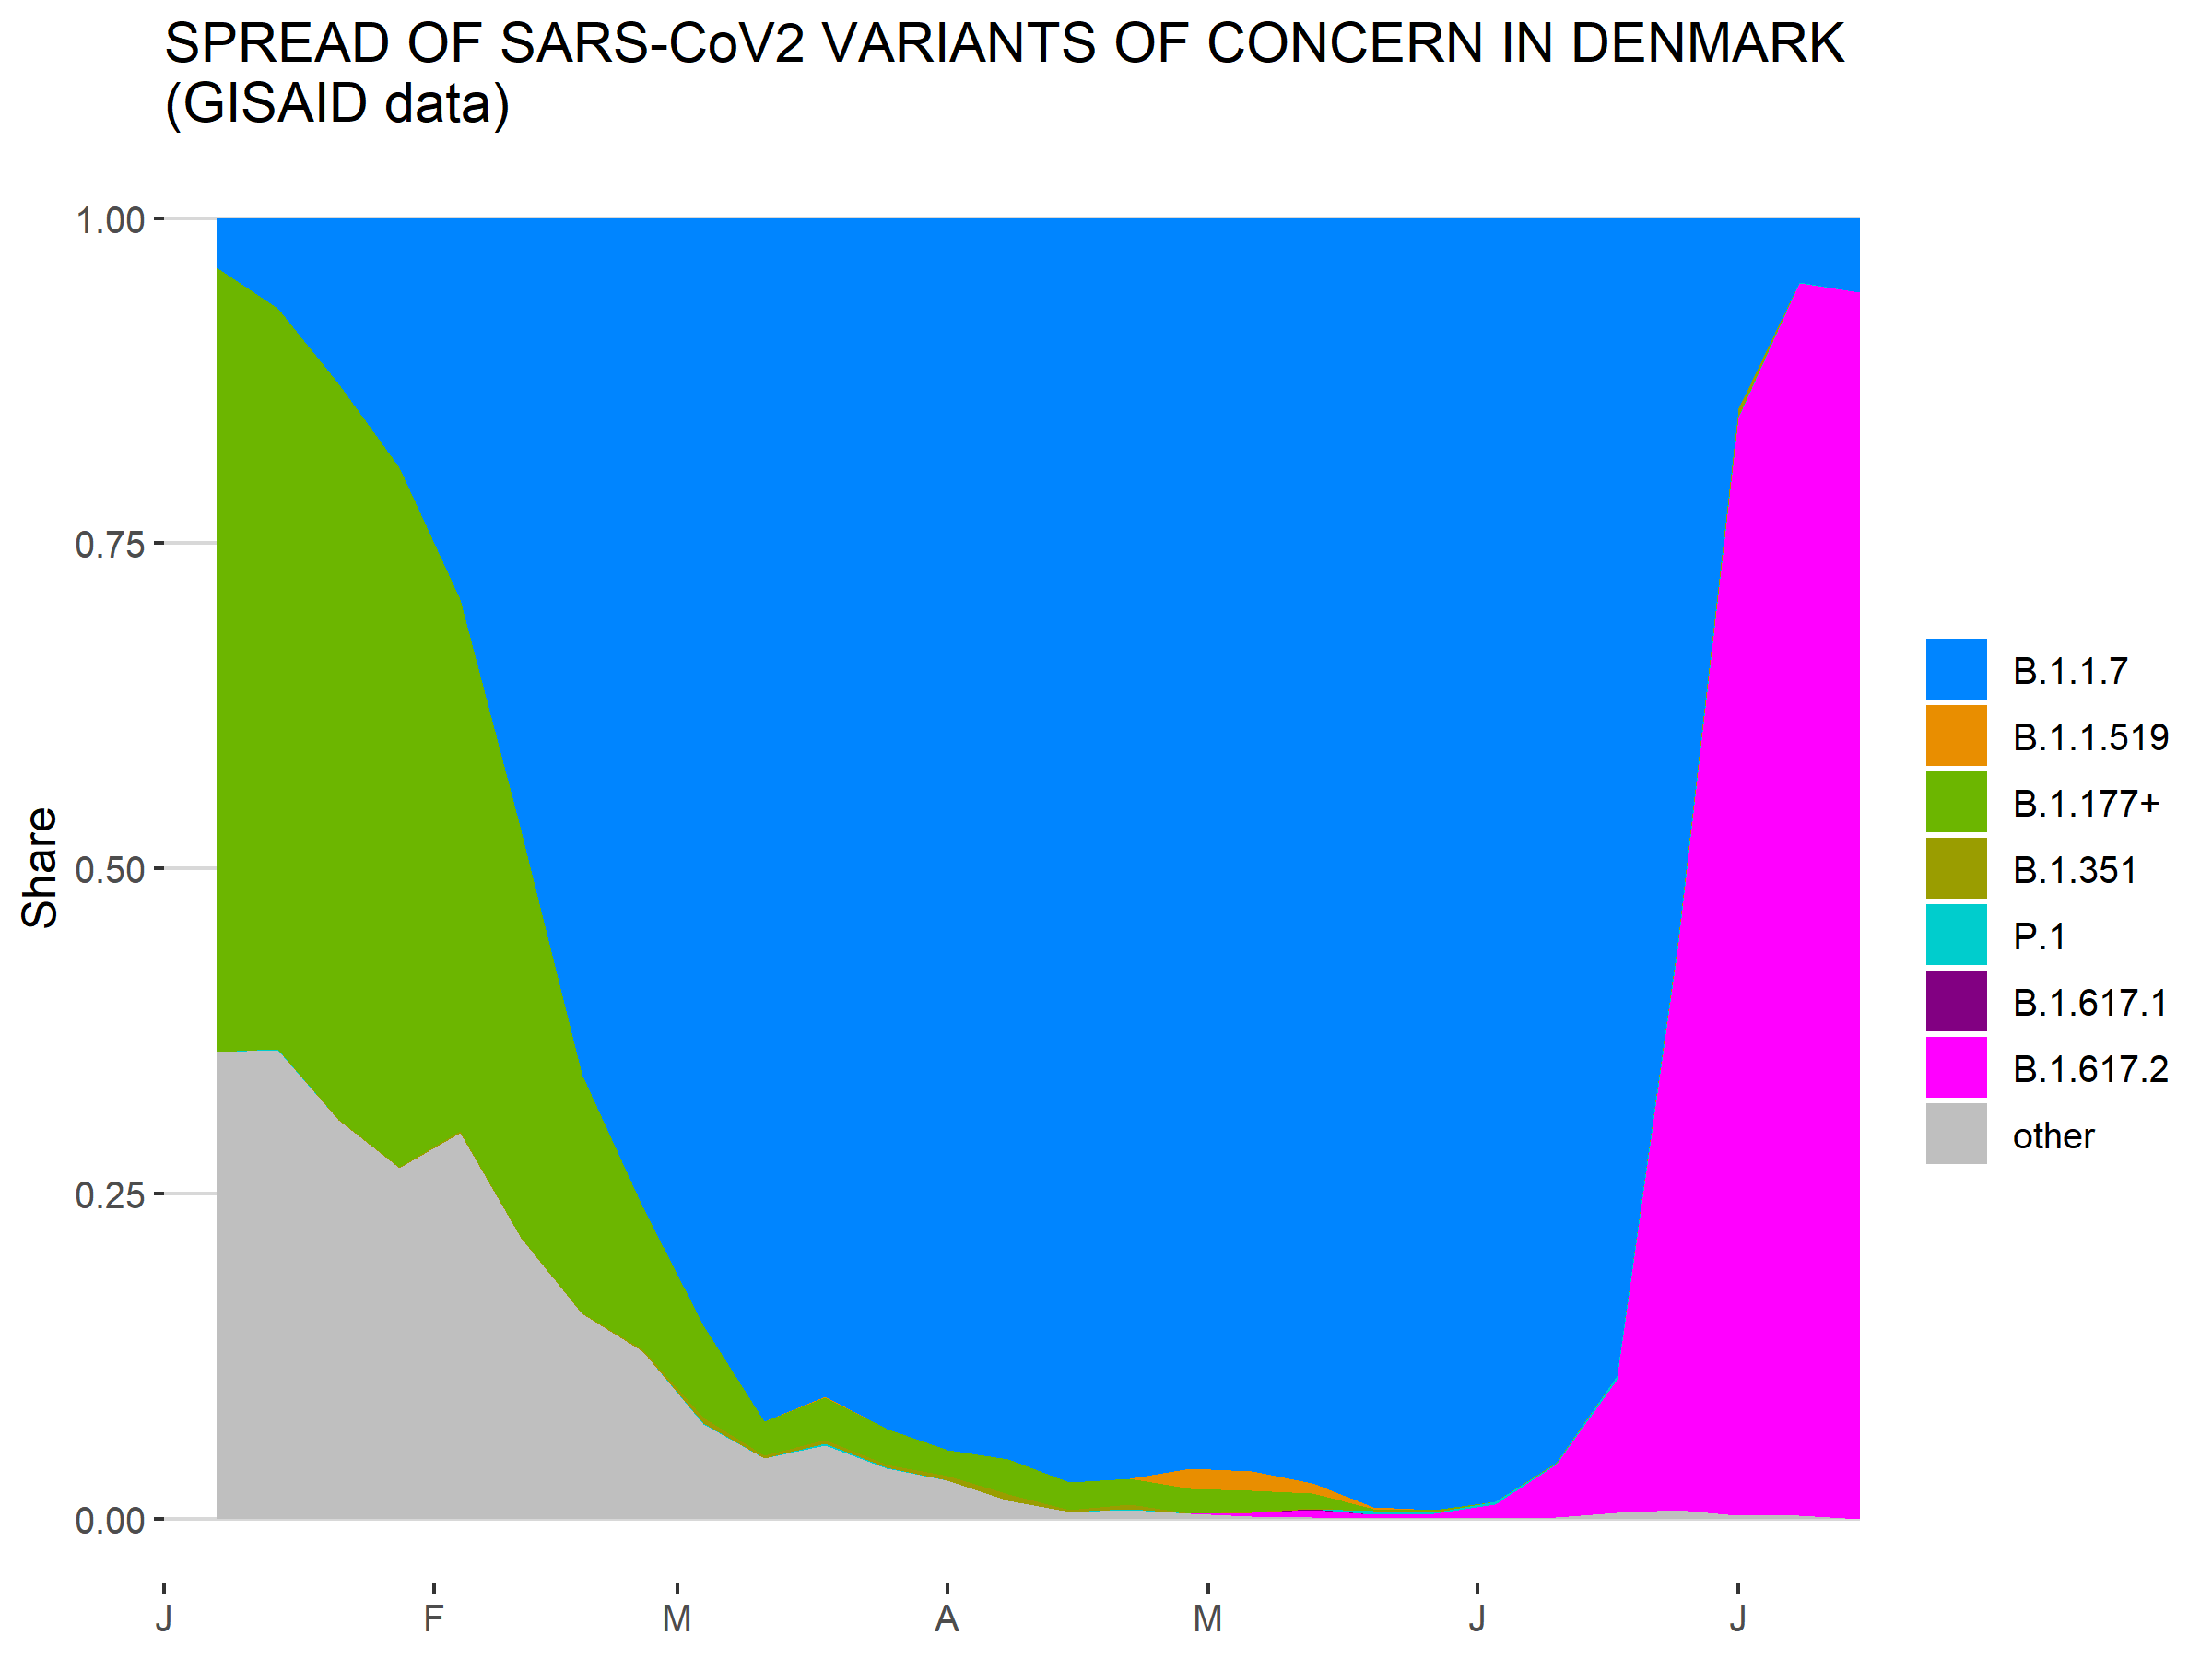 SPREAD OF SARS-CoV2 VARIANTS OF CONCERN IN DENMARK
(GISAID data)
Share
1.00
0.75
0.50
0.25
0.00
J F M A M J J
B.1.1.7
B.1.1.519
B.1.177+
B.1.351
P.1
B.1.617.1
B.1.617.2
other